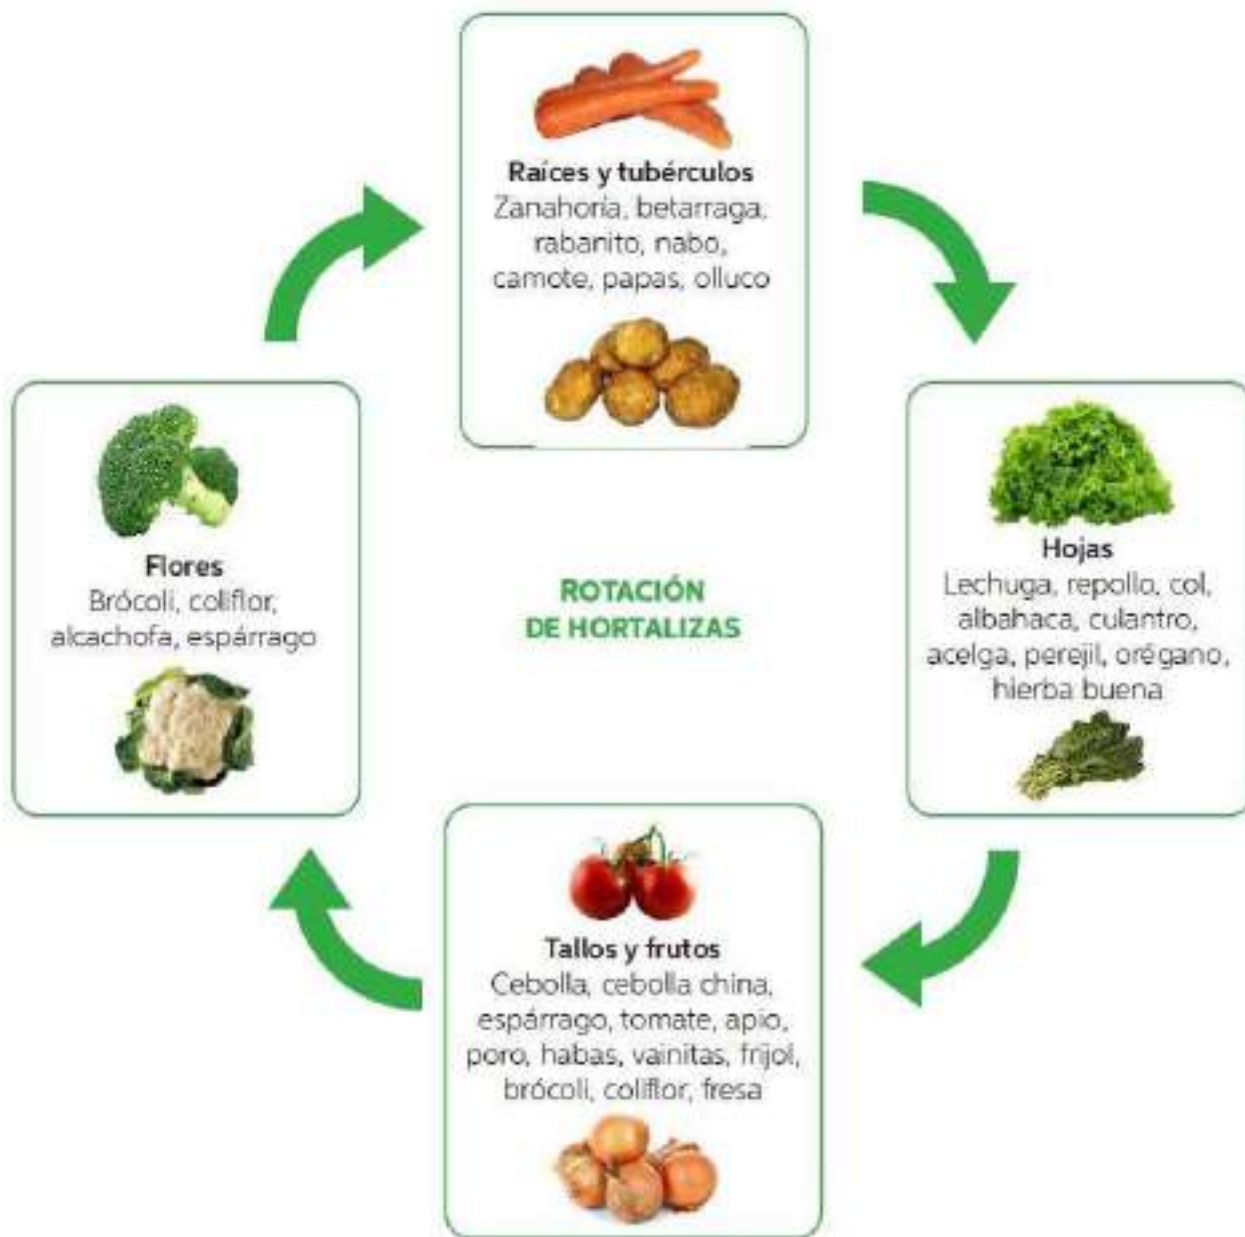 Raíces y tubérculos
Zanahoría, betarraga,
rabanito, nabo,
camote, papas, olluco
Flores
Brócoli, coliflor,
alcachofa, espárrago
ROTACIÓN
DE HORTALIZAS
Hojas
Lechuga, repollo, col,
albahaca, culantro,
acelga, perejil, orégano,
hierba buena
Tallos y frutos
Cebolla, cebolla china,
espárrago, tomate, apio,
poro, habas, vainitas, frijol,
brócoli, coliflor, fresa